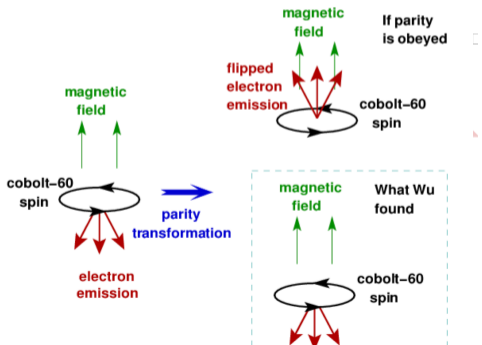 magnetic
field
cobolt–60
spin
electron
emission
parity
transformation
magnetic
field
If parity
is obeyed
flipped
electron
emission
cobolt–60
spin
magnetic
field
What Wu
found
cobolt–60
spin